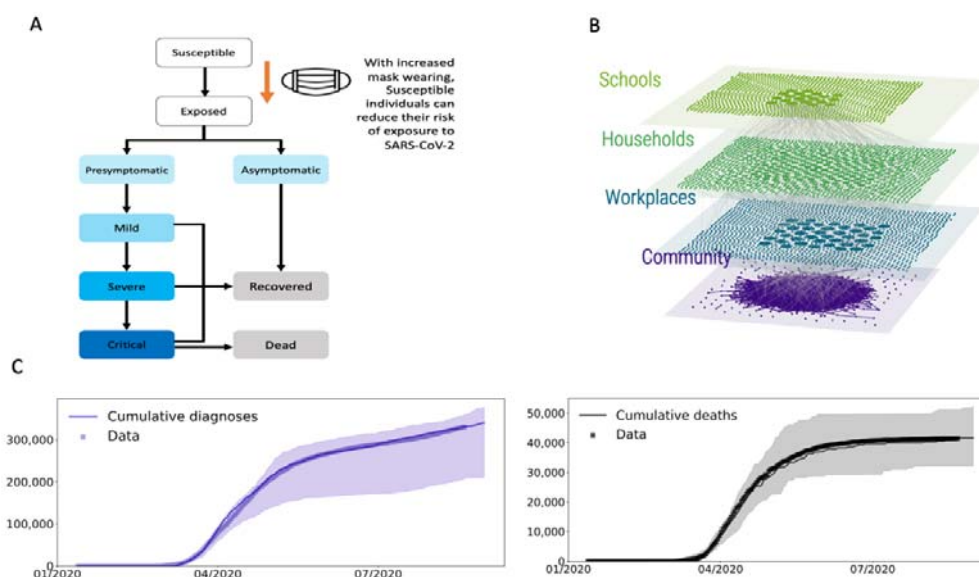 A
Susceptible
Exposed
With increased
mask wearing,
Susceptible
individuals can
reduce their risk
of exposure to
SARS-CoV-2
Presymptomatic
Asymptomatic
Mild
Severe
Recovered
Critical
Dead
B
Schools
Households
Workplaces
Community
C
Cumulative diagnoses
Data
300,000
200,000
100,000
0
01/2020
04/2020
07/2020
Cumulative deaths
Data
50,000
40,000
30,000
20,000
10,000
0
01/2020
04/2020
07/2020